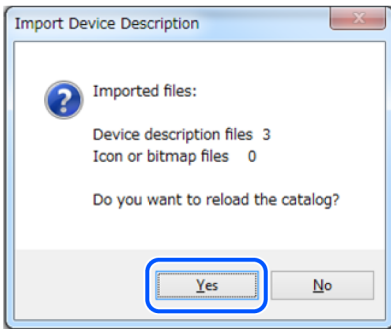 Import Device Description
Imported files:
Device description files 3
Icon or bitmap files 0
Do you want to reload the catalog?
Yes No